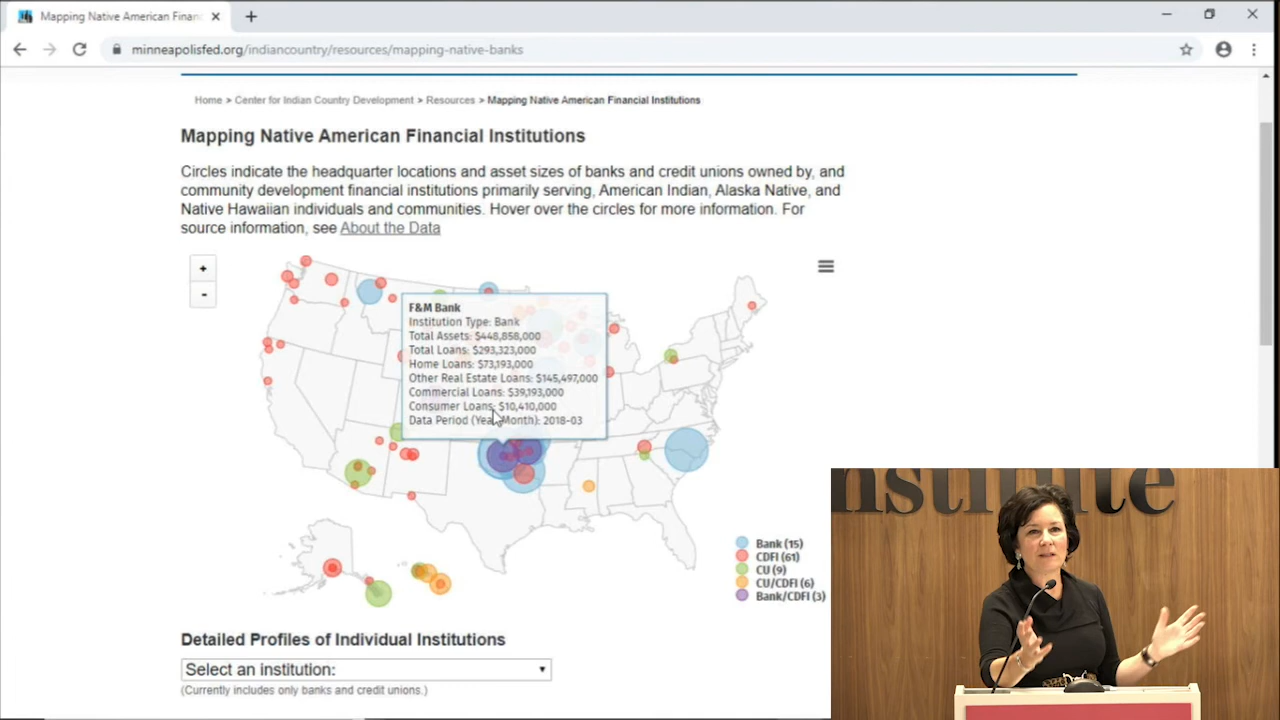 Mapping Native American Finan
minneapolisfed.org/indiancountry/resources/mapping-native-banks
Home > Center for Indian Country Development > Resources > Mapping Native American Financial Institutions
Mapping Native American Financial Institutions
Circles indicate the headquarter locations and asset sizes of banks and credit unions owned by, and
community development financial institutions primarily serving, American Indian, Alaska Native, and
Native Hawaiian individuals and communities. Hover over the circles for more information. For
source information, see About the Data
+
-
F&M Bank
Institution Type: Bank
Total Assets: $448,858,000
Total Loans: $293,323,000
Home Loans: $73,193,000
Other Real Estate Loans: $145,497,000
Commercial Loans: $39,193,000
Consumer Loans: $10,410,000
Data Period (Year Month): 2018-03
Bank (15)
CDFI (61)
CU (9)
CU/CDFI (6)
Bank/CDFI (3)
Detailed Profiles of Individual Institutions
Select an institution:
(Currently includes only banks and credit unions.)
nstitute